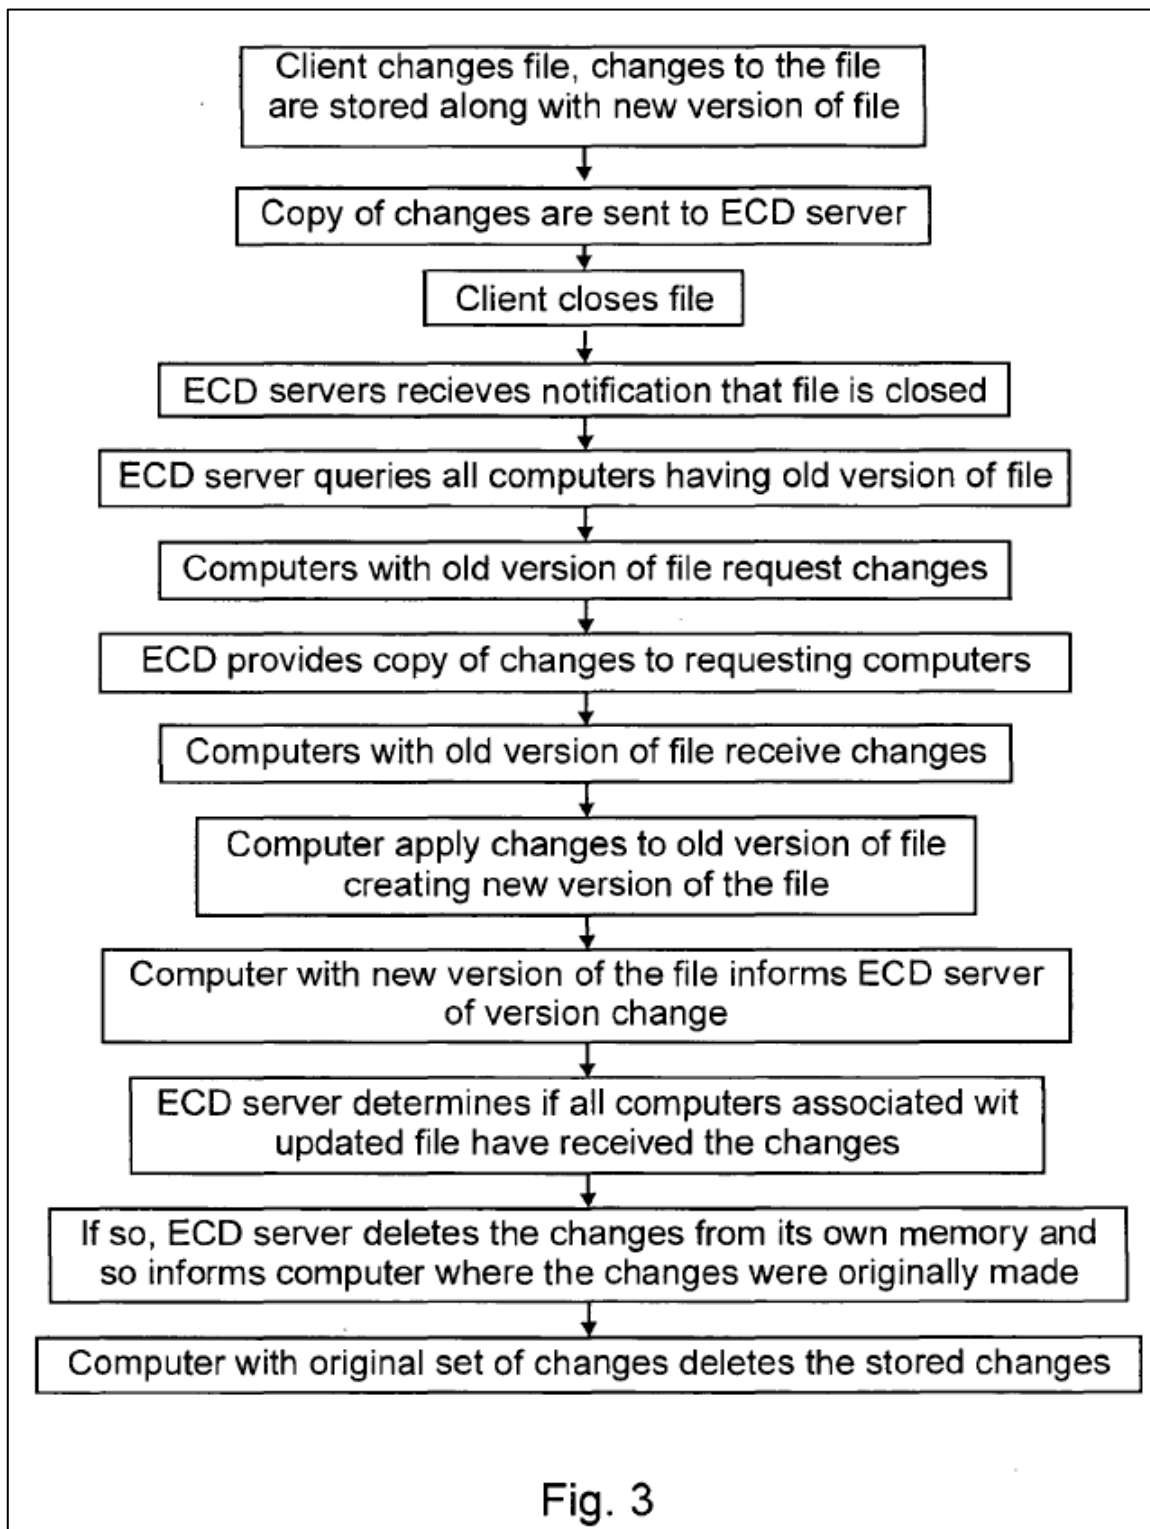 Client changes file, changes to the file
are stored along with new version of file
Copy of changes are sent to ECD server
Client closes file
ECD servers recieves notification that file is closed
ECD server queries all computers having old version of file
Computers with old version of file request changes
ECD provides copy of changes to requesting computers
Computers with old version of file receive changes
Computer apply changes to old version of file
creating new version of the file
Computer with new version of the file informs ECD server
of version change
ECD server determines if all computers associated wit
updated file have received the changes
If so, ECD server deletes the changes from its own memory and
so informs computer where the changes were originally made
Computer with original set of changes deletes the stored changes
Fig. 3